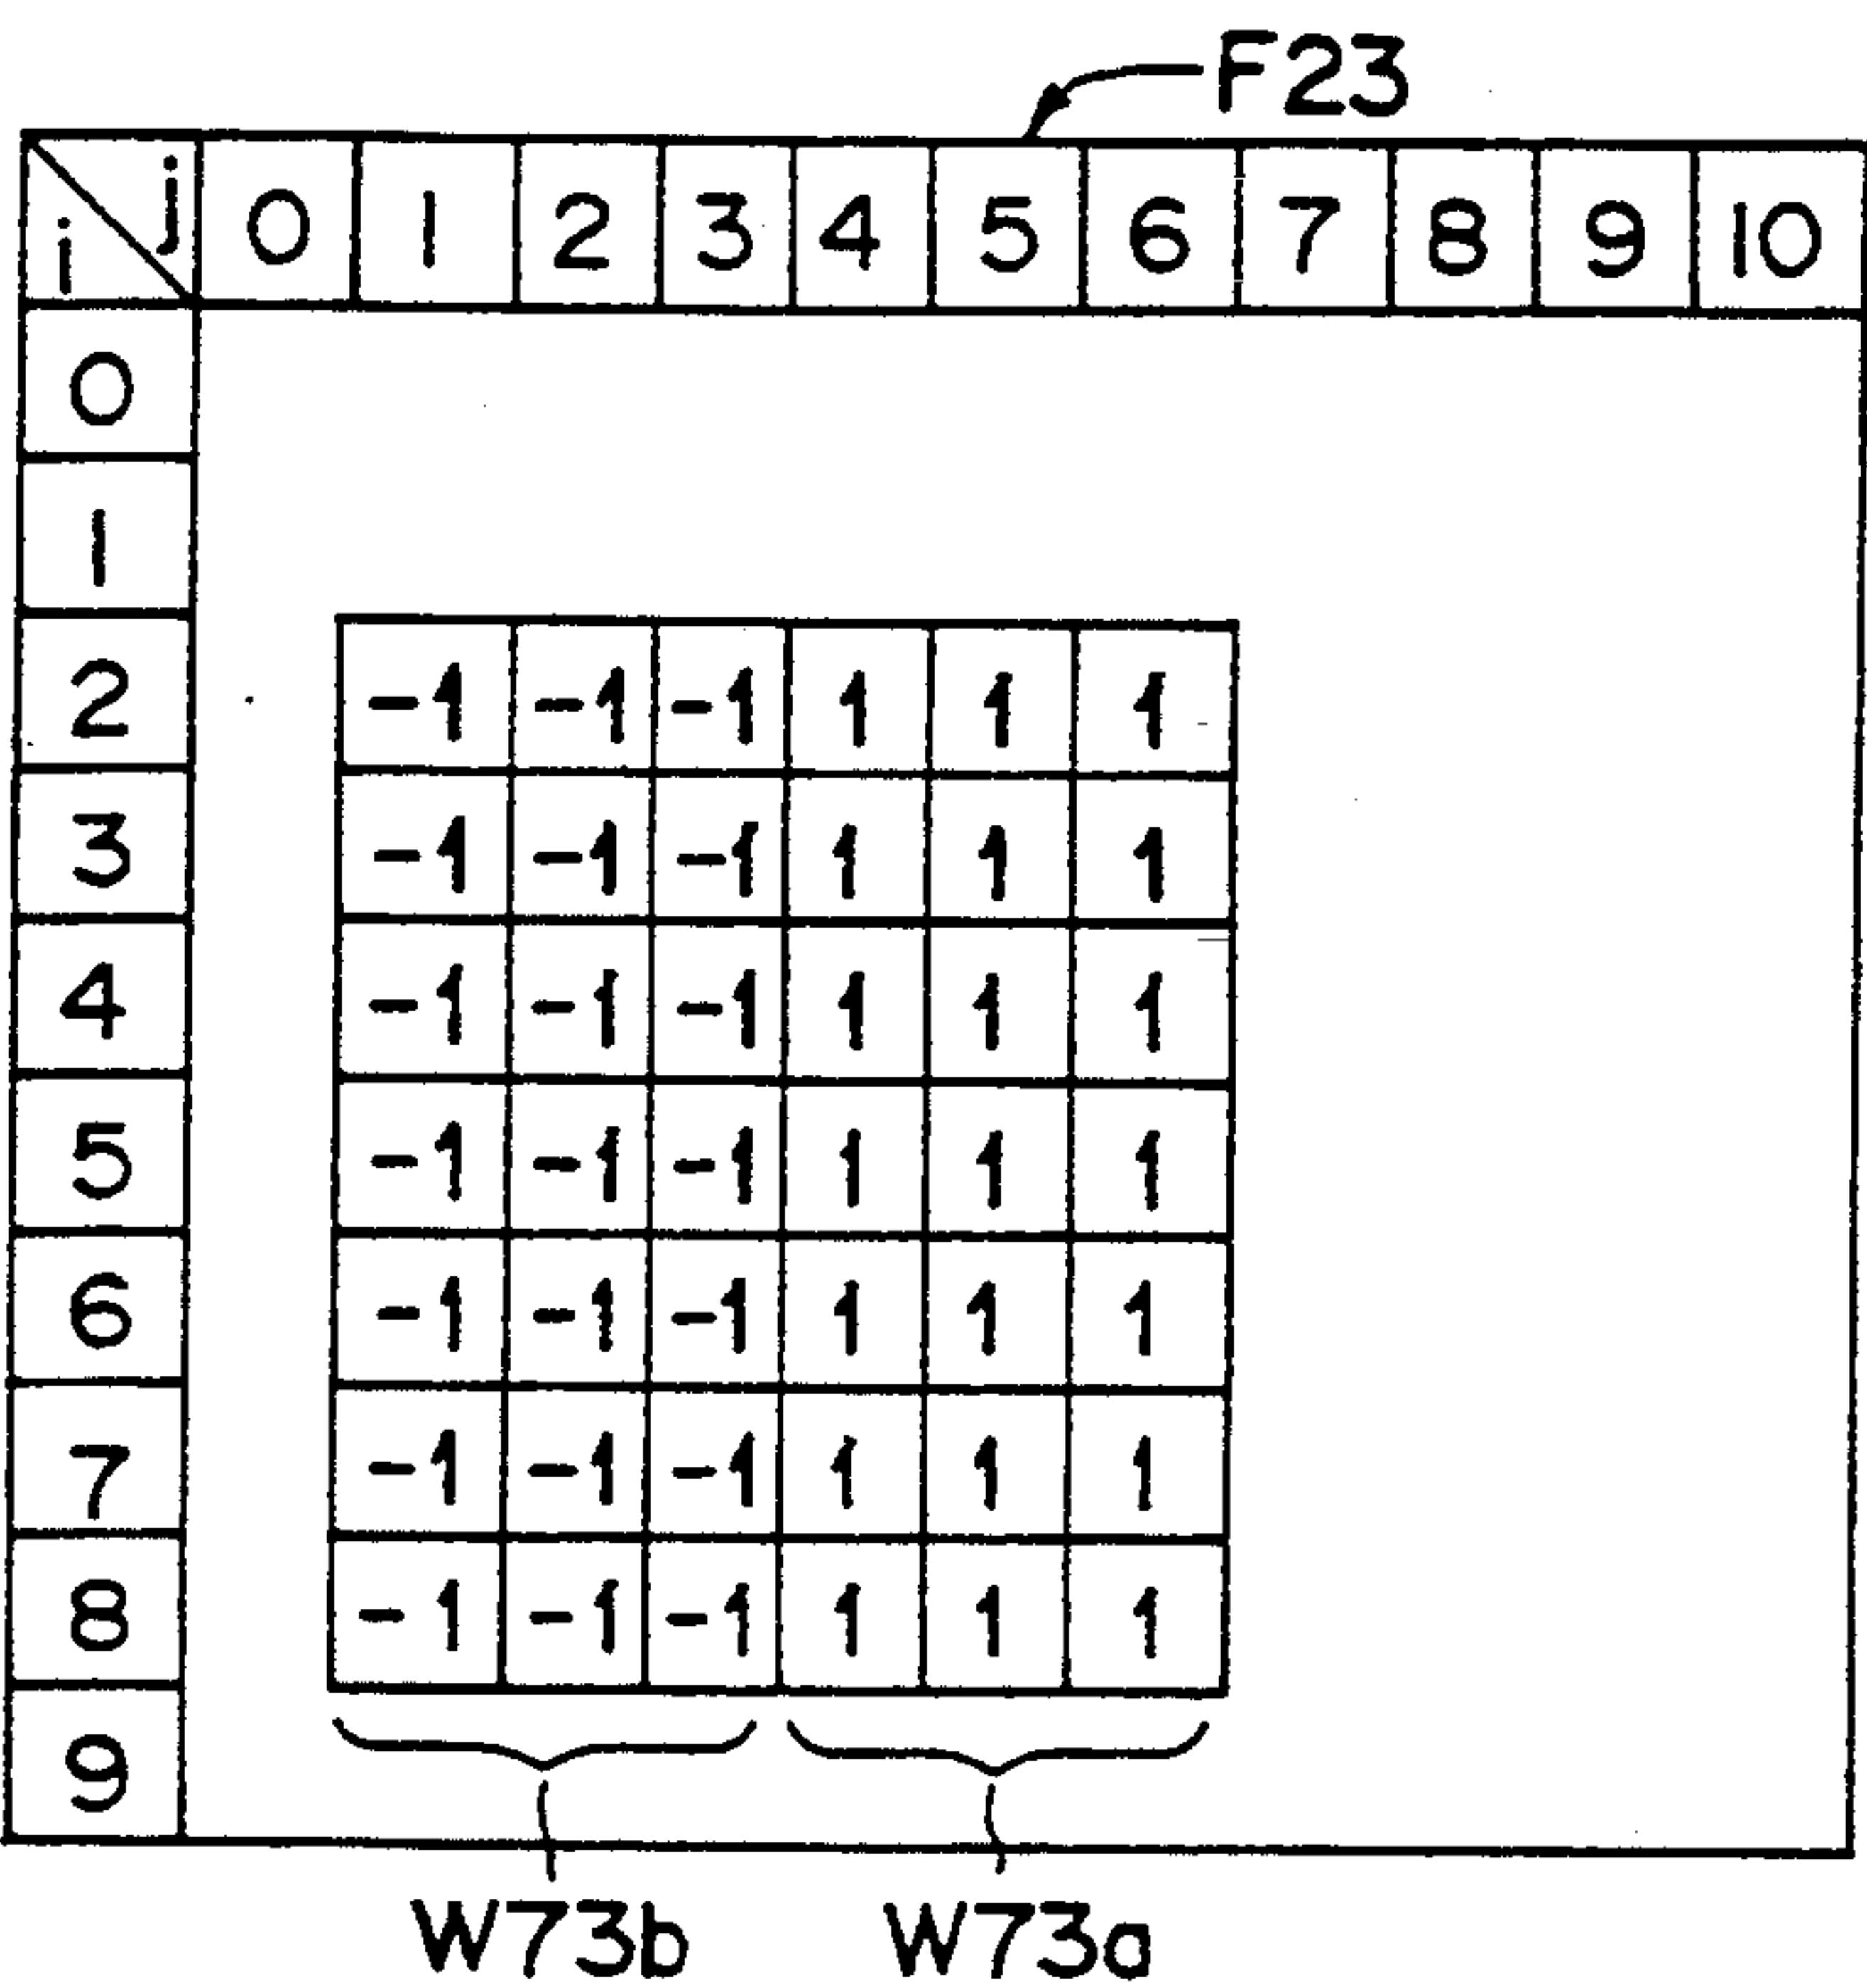 F23
i j 0 1 2 3 4 5 6 7 8 9 10
0
1
2 -1 -1 -1 1 1 1
3 -1 -1 -1 1 1 1
4 -1 -1 -1 1 1 1
5 -1 -1 -1 1 1 1
6 -1 -1 -1 1 1 1
7 -1 -1 -1 1 1 1
8 -1 -1 -1 1 1 1
9
W73b W73a